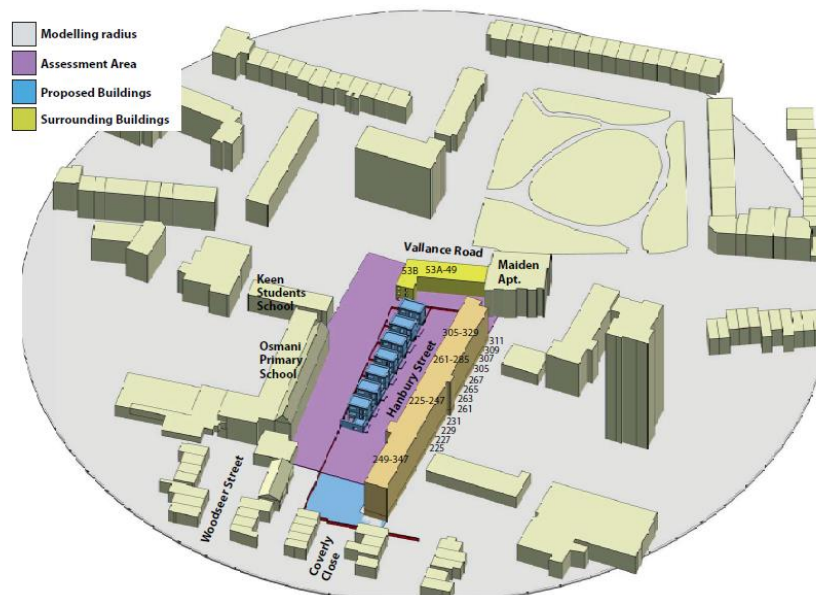 Modelling radius
Assessment Area
Proposed Buildings
Surrounding Buildings
Vallance Road
53B
53A-49
Maiden
Apt.
Keen
Students
School
Osmani
Primary
School
Hanbury Street
305-329
261-285
225-247
249-347
311
309
307
305
267
265
263
261
231
229
227
225
Woodseer Street
Coverly
Close